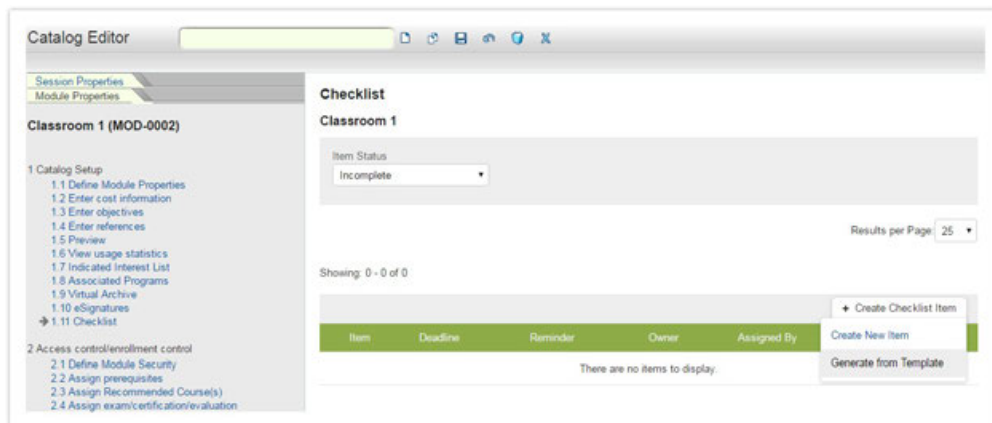 Catalog Editor
Session Properties
Module Properties
Classroom 1 (MOD-0002)
1 Catalog Setup
1.1 Define Module Properties
1.2 Enter cost information
1.3 Enter objectives
1.4 Enter references
1.5 Preview
1.6 View usage statistics
1.7 Indicated Interest List
1.8 Associated Programs
1.9 Virtual Archive
1.10 eSignatures
1.11 Checklist
2 Access control/enrollment control
2.1 Define Module Security
2.2 Assign prerequisites
2.3 Assign Recommended Course(s)
2.4 Assign exam/certification/evaluation
Checklist
Classroom 1
Item Status
Incomplete
Results per Page: 25
Showing: 0 - 0 of 0
+ Create Checklist Item
Item Deadline Reminder Owner Assigned By
Create New Item
Generate from Template
There are no items to display.